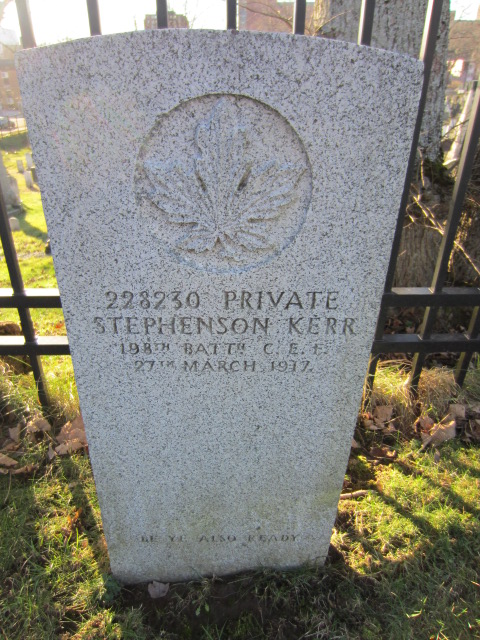 228230 PRIVATE
STEPHENSON KERR
198TH BATTN C.E.F.
27TH MARCH 1917.
BE YE ALSO READY